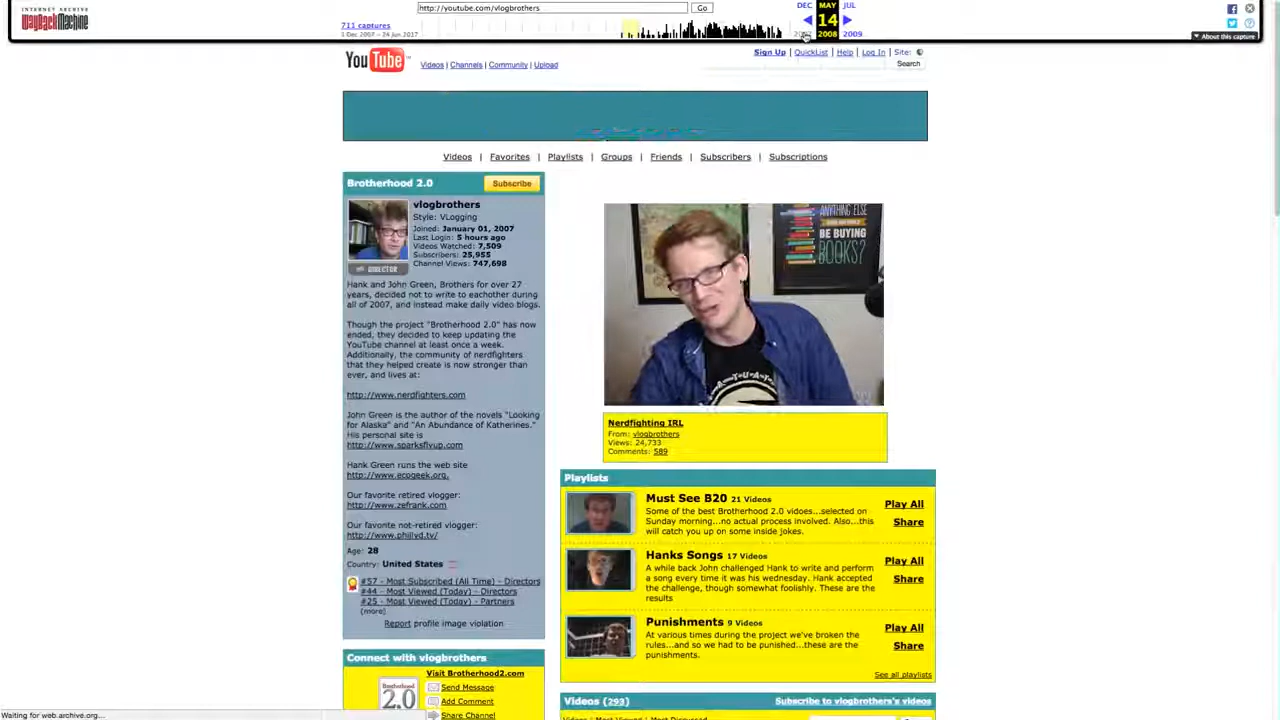 INTERNET ARCHIVE
WayBackMachine
http://youtube.com/vlogbrothers
Go
DEC MAY JUL
711 captures
14
1 Dec 2007 – 24 Jun 2017
2007 2008 2009
About this capture
YouTube
Sign Up | QuickList | Help | Log In | Site:
Videos | Channels | Community | Upload
Search
Videos | Favorites | Playlists | Groups | Friends | Subscribers | Subscriptions
Brotherhood 2.0
Subscribe
vlogbrothers
Style: VLogging
Joined: January 01, 2007
Last Login: 5 hours ago
Videos Watched: 7,509
Subscribers: 25,955
Channel Views: 747,698
DIRECTOR
Hank and John Green, Brothers for over 27
years, decided not to write to eachother during
all of 2007, and instead make daily video blogs.
Though the project "Brotherhood 2.0" has now
ended, they decided to keep updating the
YouTube channel at least once a week.
Additionally, the community of nerdfighters
that they helped create is now stronger than
ever, and lives at:
http://www.nerdfighters.com
John Green is the author of the novels "Looking
for Alaska" and "An Abundance of Katherines."
His personal site is
http://www.sparksflyup.com
Hank Green runs the web site
http://www.ecogeek.org.
Our favorite retired vlogger:
http://www.zefrank.com
Our favorite not-retired vlogger:
http://www.phillyd.tv/
Age: 28
Country: United States
#57 - Most Subscribed (All Time) - Directors
#44 - Most Viewed (Today) - Directors
#25 - Most Viewed (Today) - Partners
(more)
Report profile image violation
Connect with vlogbrothers
Visit Brotherhood2.com
Brotherhood
2.0
Send Message
Add Comment
Share Channel
ANYTHING
ELSE
BE BUYING
BOOKS?
Nerdfighting IRL
From: vlogbrothers
Views: 24,733
Comments: 589
Playlists
Must See B20 21 Videos
Some of the best Brotherhood 2.0 vidoes...selected on
Sunday morning...no actual process involved. Also...this
will catch you up on some inside jokes.
Play All
Share
Hanks Songs 17 Videos
A while back John challenged Hank to write and perform
a song every time it was his wednesday. Hank accepted
the challenge, though somewhat foolishly. These are the
results
Play All
Share
Punishments 9 Videos
At various times during the project we've broken the
rules...and so we had to be punished...these are the
punishments.
Play All
Share
See all playlists
Videos (293)
Subscribe to vlogbrothers's videos
Videos | Most Viewed | Most Discussed
Waiting for web.archive.org...